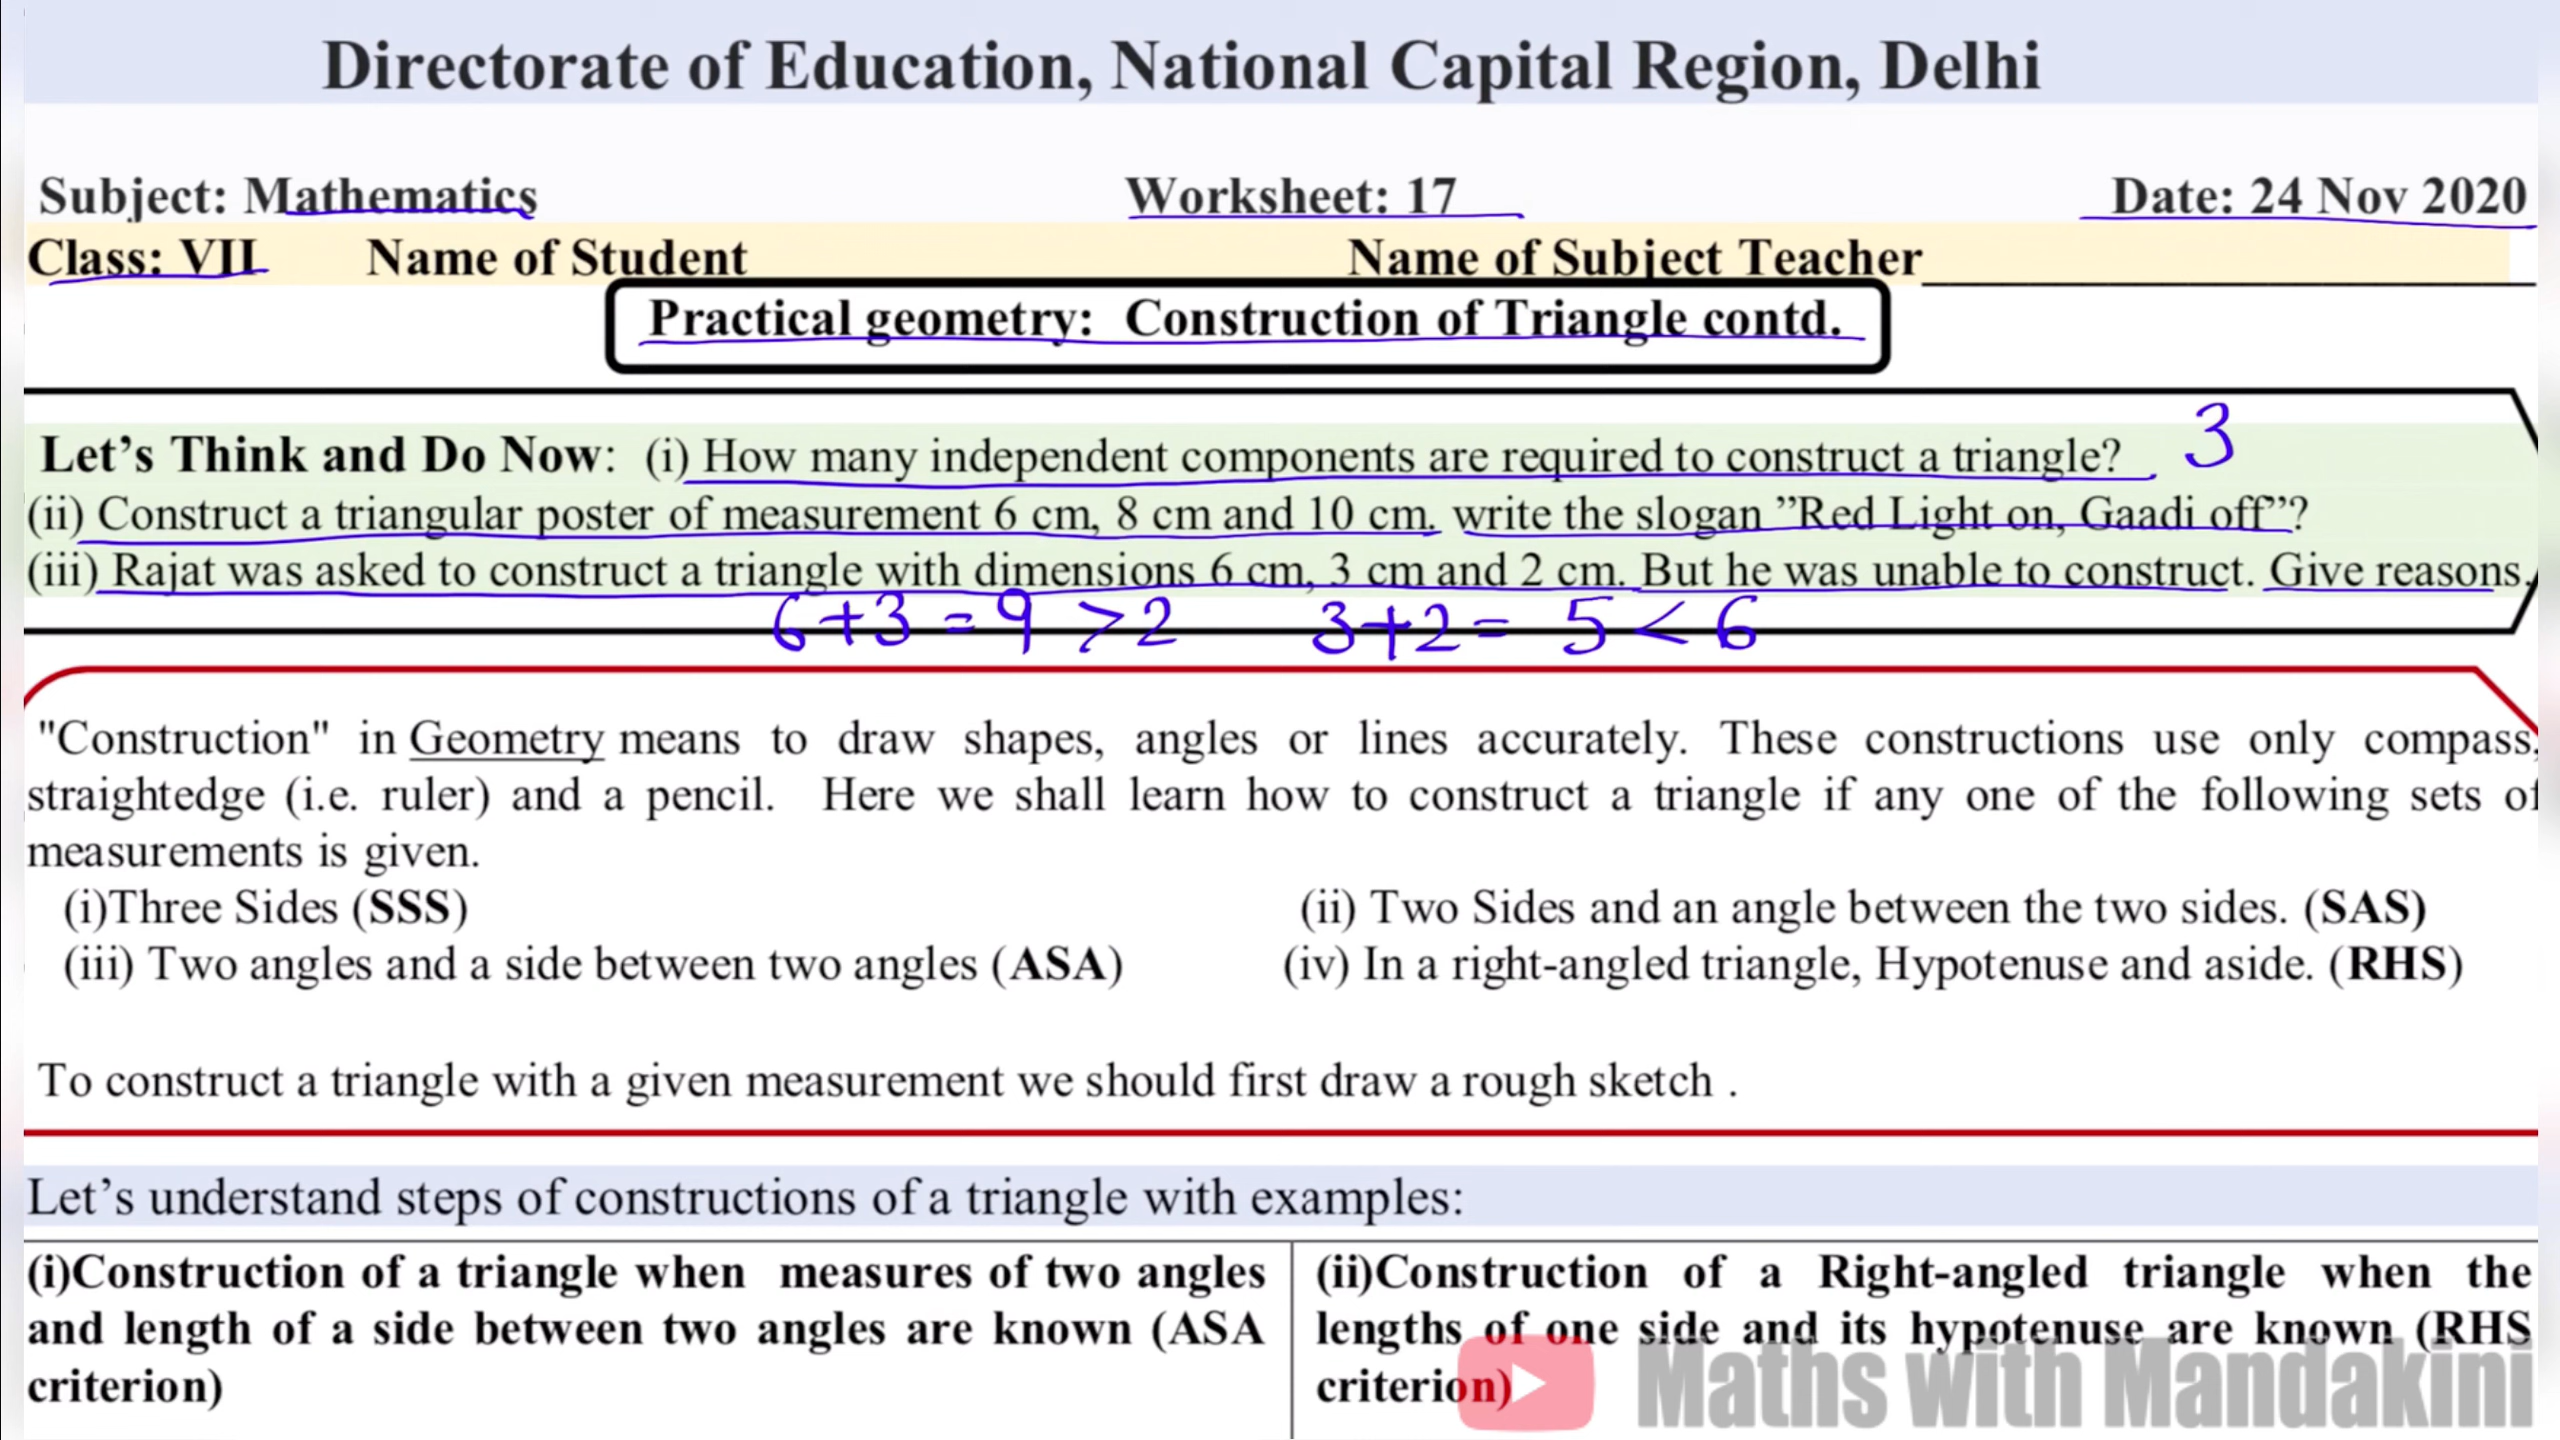 Directorate of Education, National Capital Region, Delhi
Subject: Mathematics Worksheet: 17 Date: 24 Nov 2020
Class: VII Name of Student Name of Subject Teacher
Practical geometry: Construction of Triangle contd.
Let’s Think and Do Now: (i) How many independent components are required to construct a triangle? 3
(ii) Construct a triangular poster of measurement 6 cm, 8 cm and 10 cm. write the slogan ”Red Light on, Gaadi off”?
(iii) Rajat was asked to construct a triangle with dimensions 6 cm, 3 cm and 2 cm. But he was unable to construct. Give reasons.
6+3 = 9 > 2 3+2 = 5 < 6
"Construction" in Geometry means to draw shapes, angles or lines accurately. These constructions use only compass,
straightedge (i.e. ruler) and a pencil. Here we shall learn how to construct a triangle if any one of the following sets of
measurements is given.
(i)Three Sides (SSS) (ii) Two Sides and an angle between the two sides. (SAS)
(iii) Two angles and a side between two angles (ASA) (iv) In a right-angled triangle, Hypotenuse and aside. (RHS)
To construct a triangle with a given measurement we should first draw a rough sketch .
Let’s understand steps of constructions of a triangle with examples:
(i)Construction of a triangle when measures of two angles
and length of a side between two angles are known (ASA
criterion)
(ii)Construction of a Right-angled triangle when the
lengths of one side and its hypotenuse are known (RHS
criterion)
Maths with Mandakini